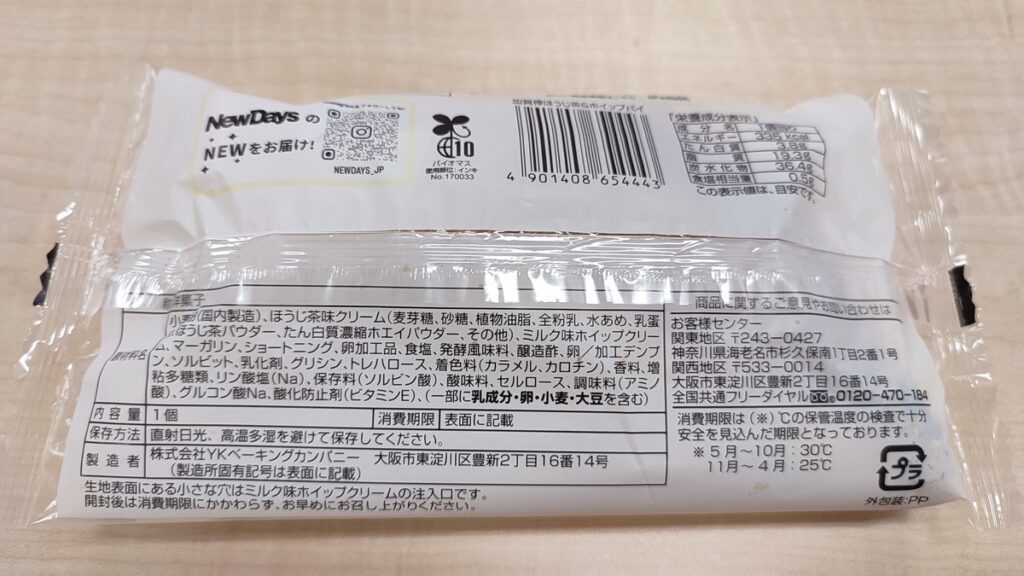 NewDaysの
NEWをお届け!
NEWDAYS_JP
10
バイオマス
使用部位:インキ
No.170033
加賀棒ほうじ茶&ホイップパイ
4 901408 654443
栄養成分表示
たん白質 3.8g
脂質
炭水化物
食塩相当量 0.5g
この表示値は、目安です。
洋菓子
小麦粉(国内製造)、ほうじ茶味クリーム(麦芽糖、砂糖、植物油脂、全粉乳、水あめ、乳蛋
ほうじ茶パウダー、たん白質濃縮ホエイパウダー、その他)、ミルク味ホイップクリー
ム、マーガリン、ショートニング、卵加工品、食塩、発酵風味料、醸造酢、卵/加工デンプ
ン、ソルビット、乳化剤、グリシン、トレハロース、着色料(カラメル、カロチン)、香料、増
粘多糖類、リン酸塩(Na)、保存料(ソルビン酸)、酸味料、セルロース、調味料(アミノ
酸)、グルコン酸Na、酸化防止剤(ビタミンE)、(一部に乳成分・卵・小麦・大豆を含む)
原材料名
内容量 1個 消費期限 表面に記載
保存方法 直射日光、高温多湿を避けて保存してください。
製造者 株式会社YKベーキングカンパニー 大阪市東淀川区豊新2丁目16番14号
(製造所固有記号は表面に記載)
生地表面にある小さな穴はミルク味ホイップクリームの注入口です。
開封後は消費期限にかかわらず、お早めにお召し上がりください。
商品に関するご意見やお問い合わせは
お客様センター
関東地区 〒243-0427
神奈川県海老名市杉久保南1丁目2番1号
関西地区 〒533-0014
大阪市東淀川区豊新2丁目16番14号
全国共通フリーダイヤル 0120-470-184
消費期限は(※)℃の保管温度の検査で十分
安全を見込んだ期限となっております。
※5月〜10月:30℃
11月〜4月:25℃
プラ
外包装:PP